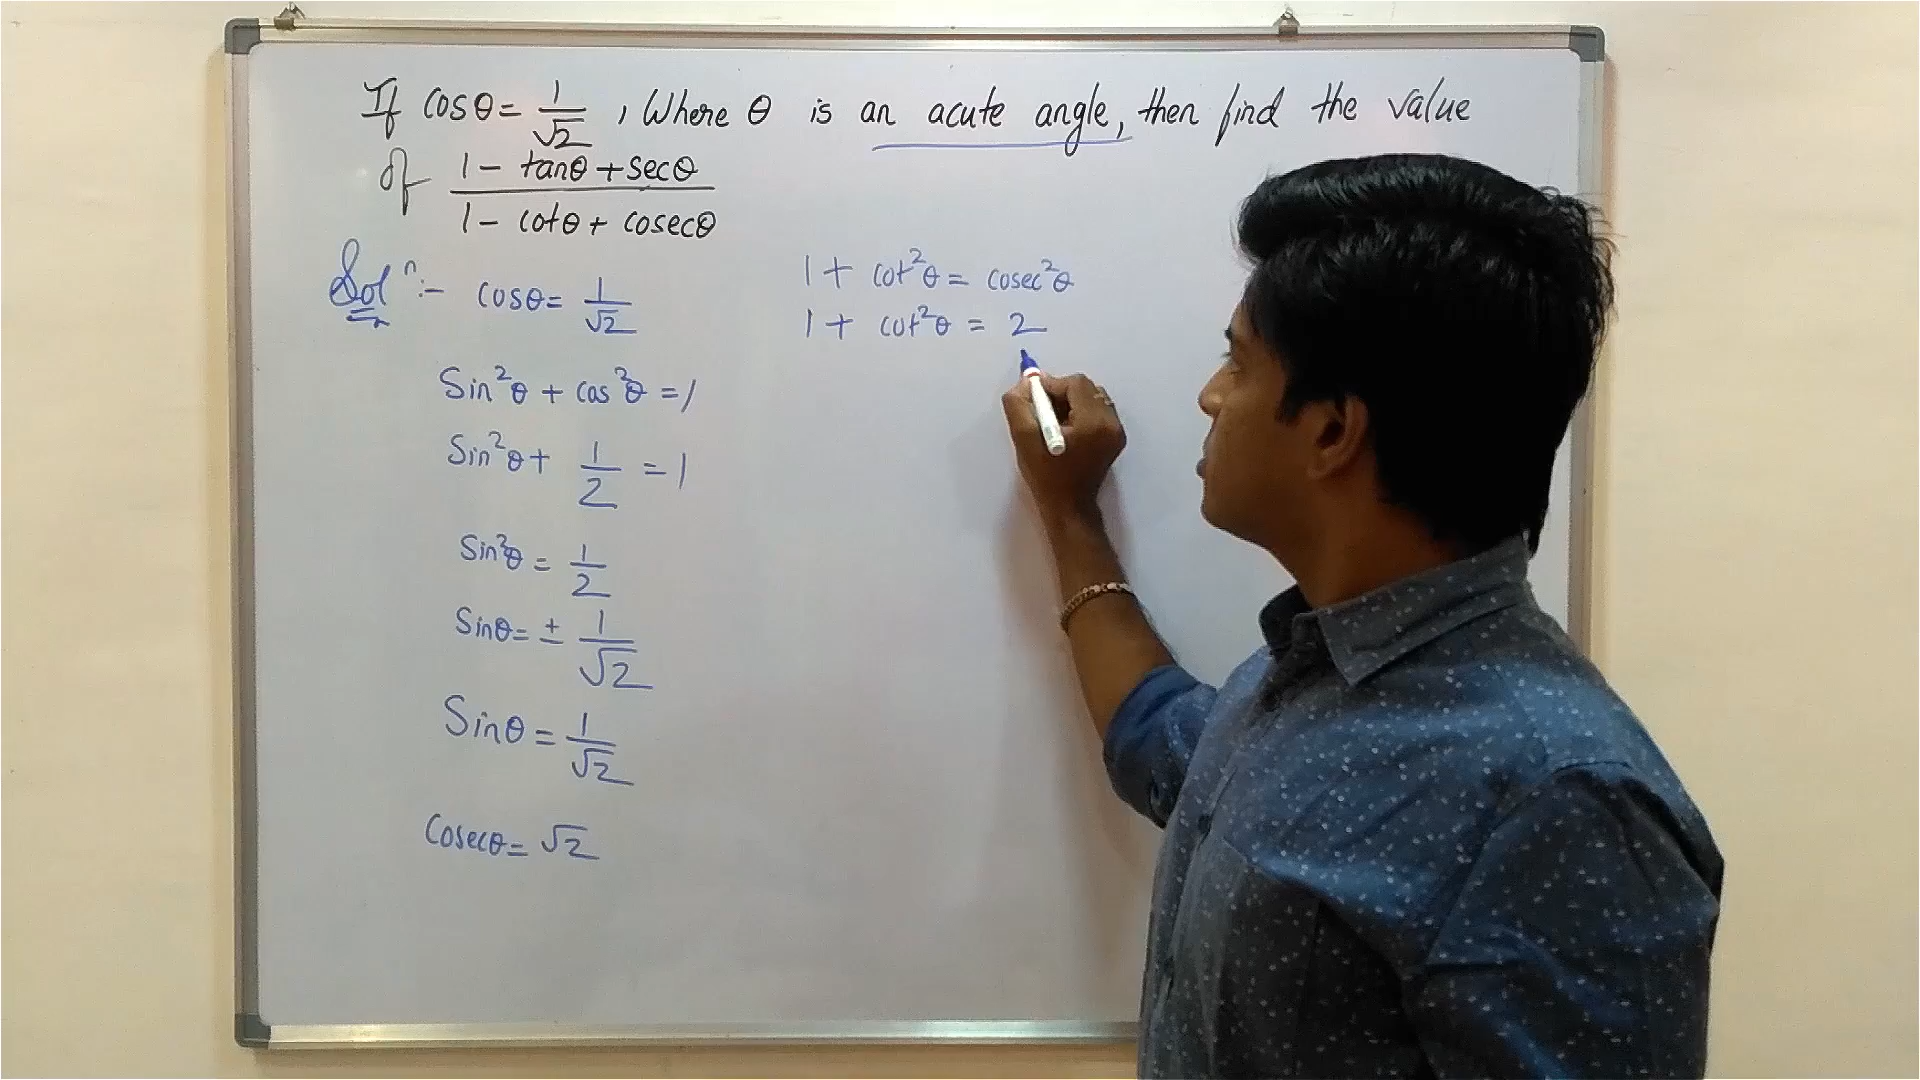 If cosθ = 1/√2 , Where θ is an acute angle, then find the value
of (1 - tanθ + secθ)/(1 - cotθ + cosecθ)
Solⁿ :- cosθ = 1/√2
Sin²θ + cos²θ = 1
Sin²θ + 1/2 = 1
Sin²θ = 1/2
Sinθ = ± 1/√2
Sinθ = 1/√2
Cosecθ = √2
1 + cot²θ = cosec²θ
1 + cot²θ = 2